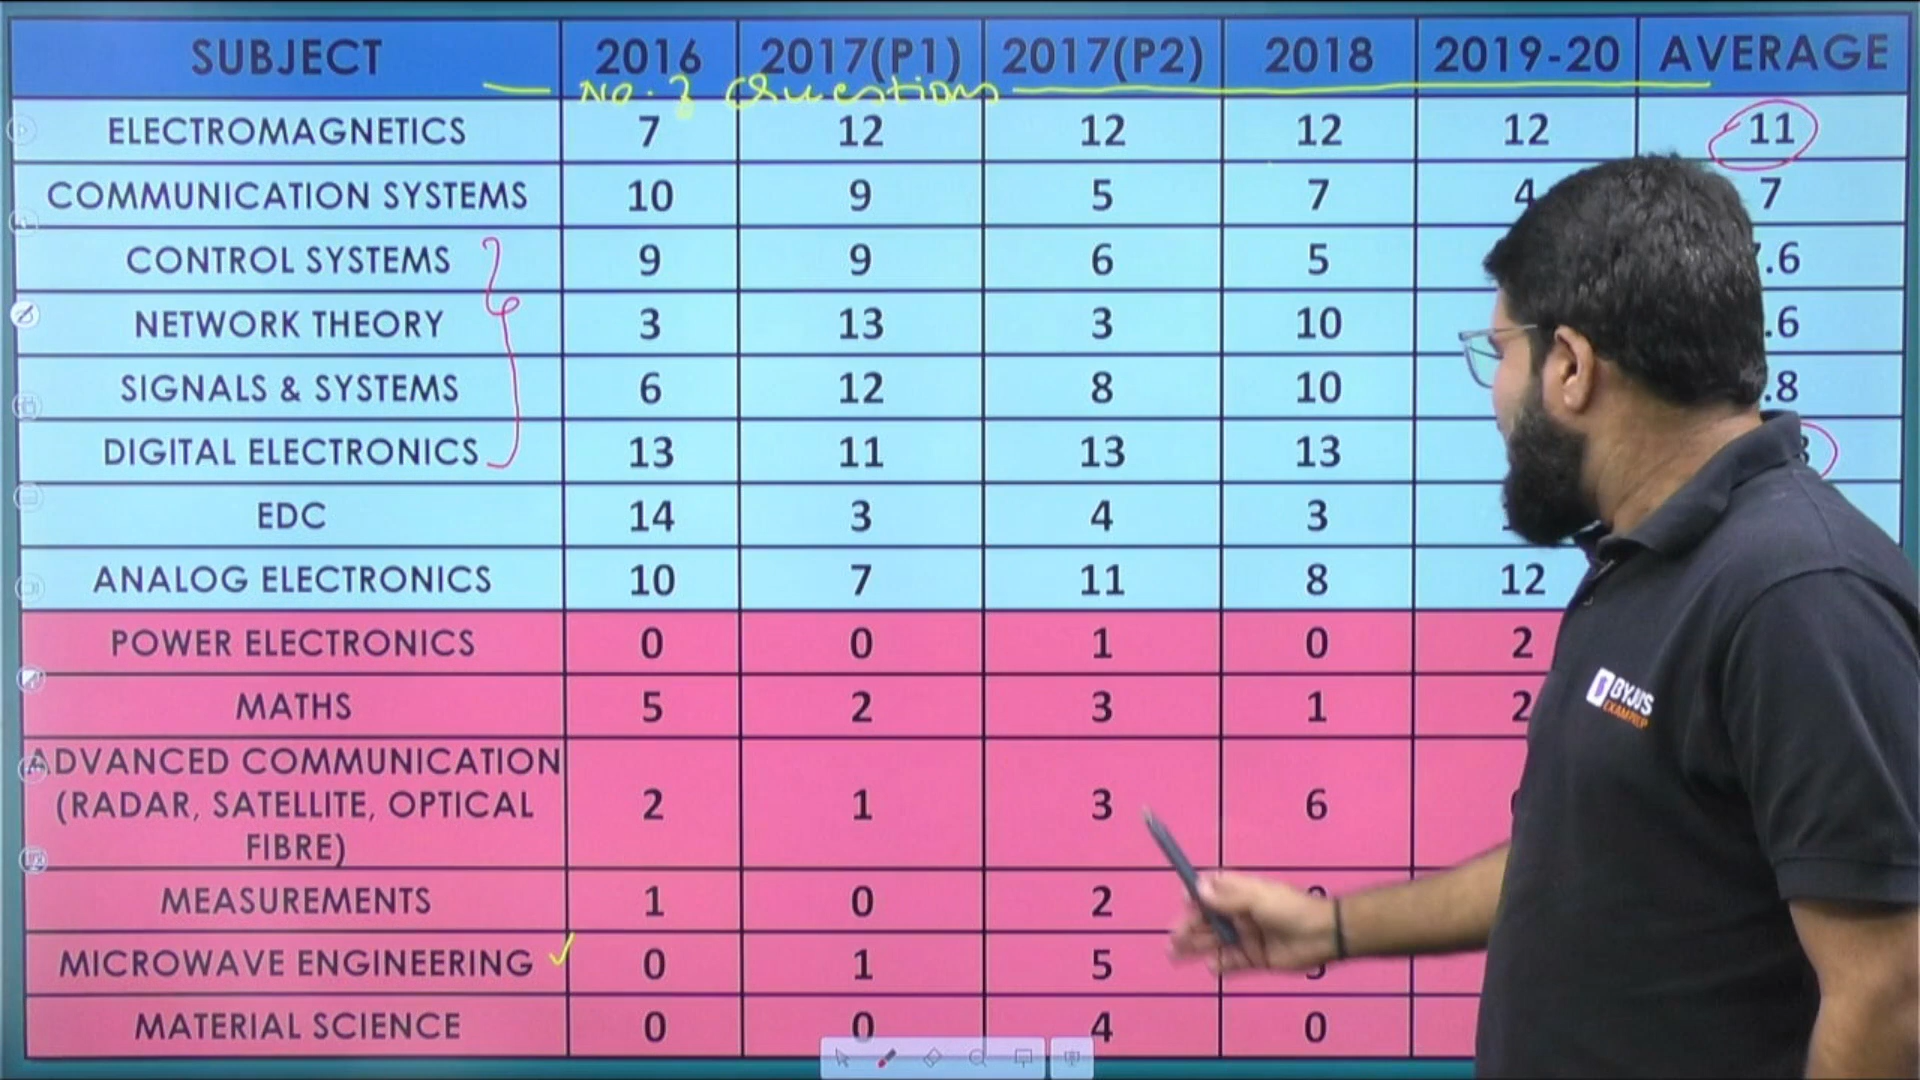 SUBJECT 2016 2017(P1) 2017(P2) 2018 2019-20 AVERAGE
No. of Questions
ELECTROMAGNETICS 7 12 12 12 12 11
COMMUNICATION SYSTEMS 10 9 5 7 4 7
CONTROL SYSTEMS 9 9 6 5 .6
NETWORK THEORY 3 13 3 10 .6
SIGNALS & SYSTEMS 6 12 8 10 .8
DIGITAL ELECTRONICS 13 11 13 13
EDC 14 3 4 3
ANALOG ELECTRONICS 10 7 11 8 12
POWER ELECTRONICS 0 0 1 0 2
MATHS 5 2 3 1 2
ADVANCED COMMUNICATION
(RADAR, SATELLITE, OPTICAL 2 1 3 6
FIBRE)
MEASUREMENTS 1 0 2
MICROWAVE ENGINEERING 0 1 5
MATERIAL SCIENCE 0 0 4 0
BYJU'S
EXAM PREP